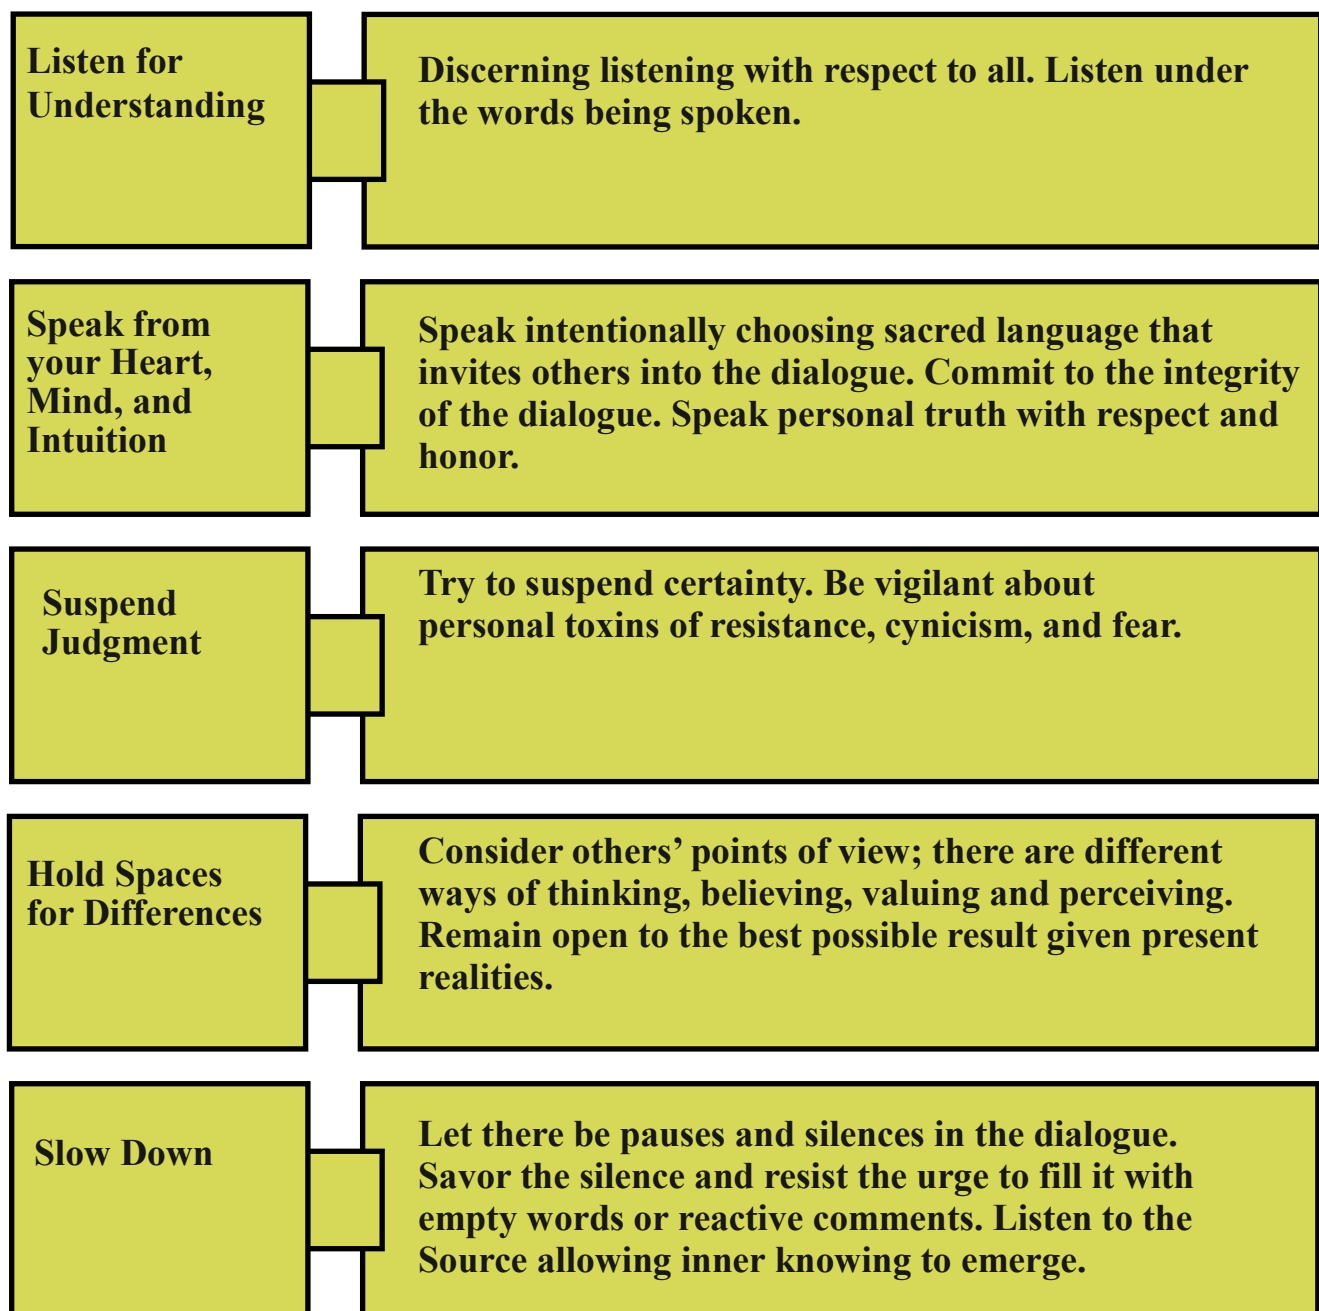 Listen for
Understanding
Discerning listening with respect to all. Listen under
the words being spoken.
Speak from
your Heart,
Mind, and
Intuition
Speak intentionally choosing sacred language that
invites others into the dialogue. Commit to the integrity
of the dialogue. Speak personal truth with respect and
honor.
Suspend
Judgment
Try to suspend certainty. Be vigilant about
personal toxins of resistance, cynicism, and fear.
Hold Spaces
for Differences
Consider others’ points of view; there are different
ways of thinking, believing, valuing and perceiving.
Remain open to the best possible result given present
realities.
Slow Down
Let there be pauses and silences in the dialogue.
Savor the silence and resist the urge to fill it with
empty words or reactive comments. Listen to the
Source allowing inner knowing to emerge.